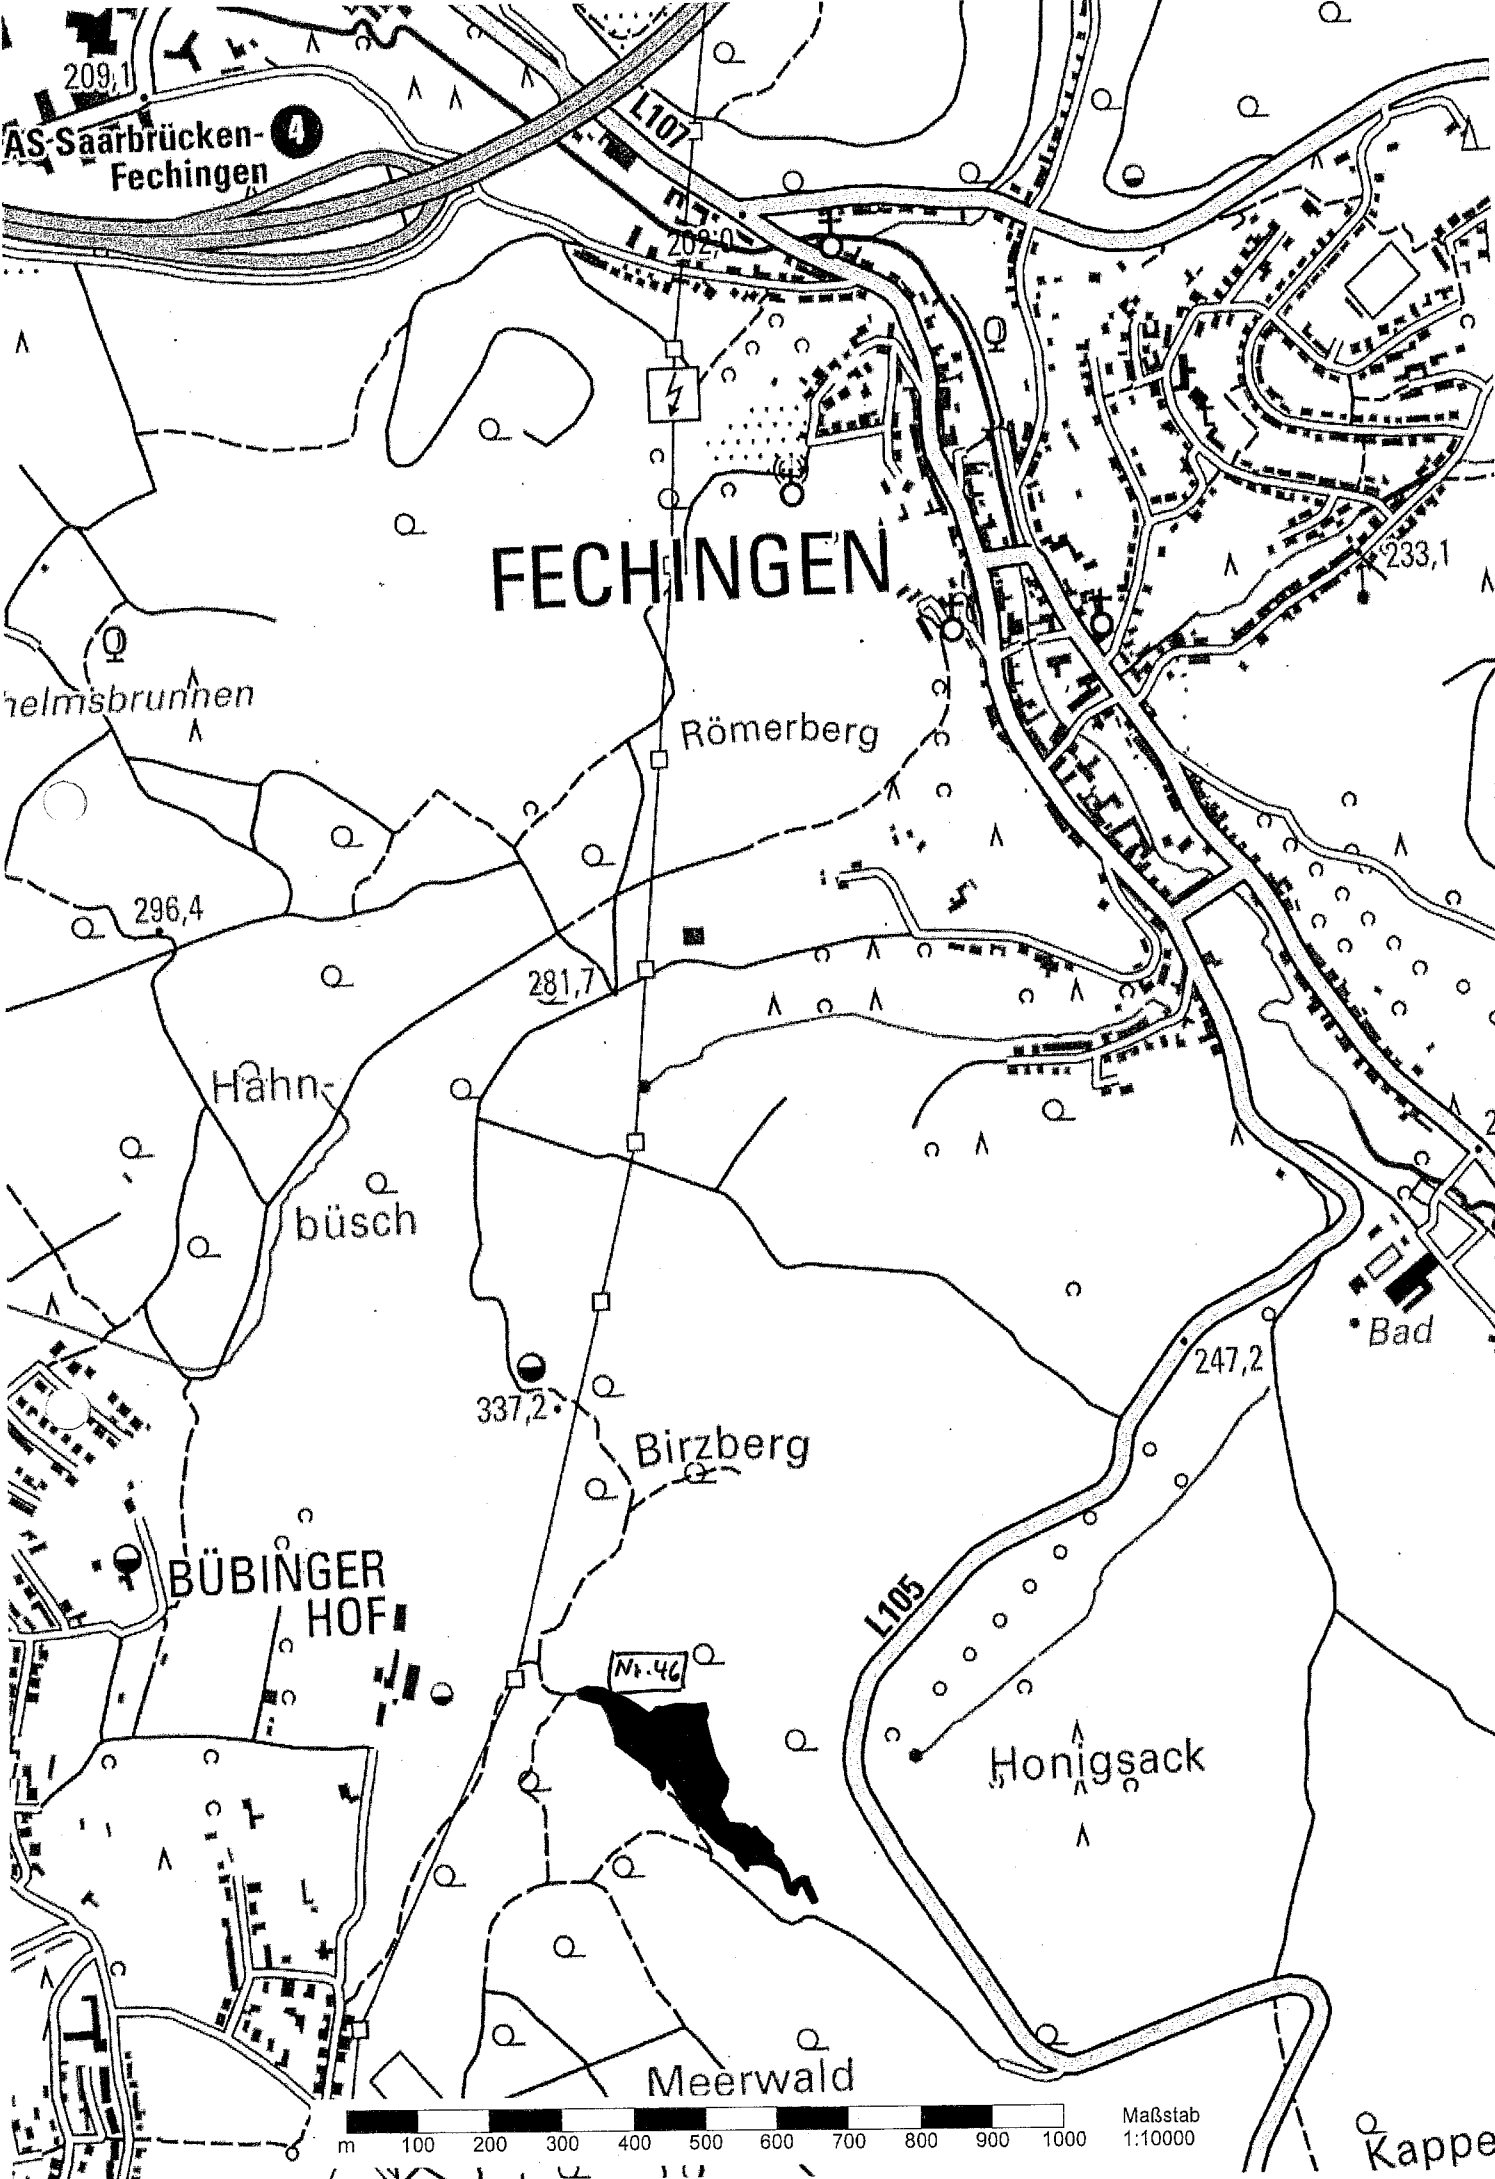 209,1
AS-Saarbrücken-
Fechingen
4
L107
202,0
FECHINGEN
233,1
helmsbrunnen
Römerberg
296,4
281,7
Hahn-
büsch
Bad
247,2
337,2
Birzberg
BÜBINGER
HOF
L105
Nr. 46
Honigsack
Meerwald
m 100 200 300 400 500 600 700 800 900 1000
Maßstab
1:10000
Kappe